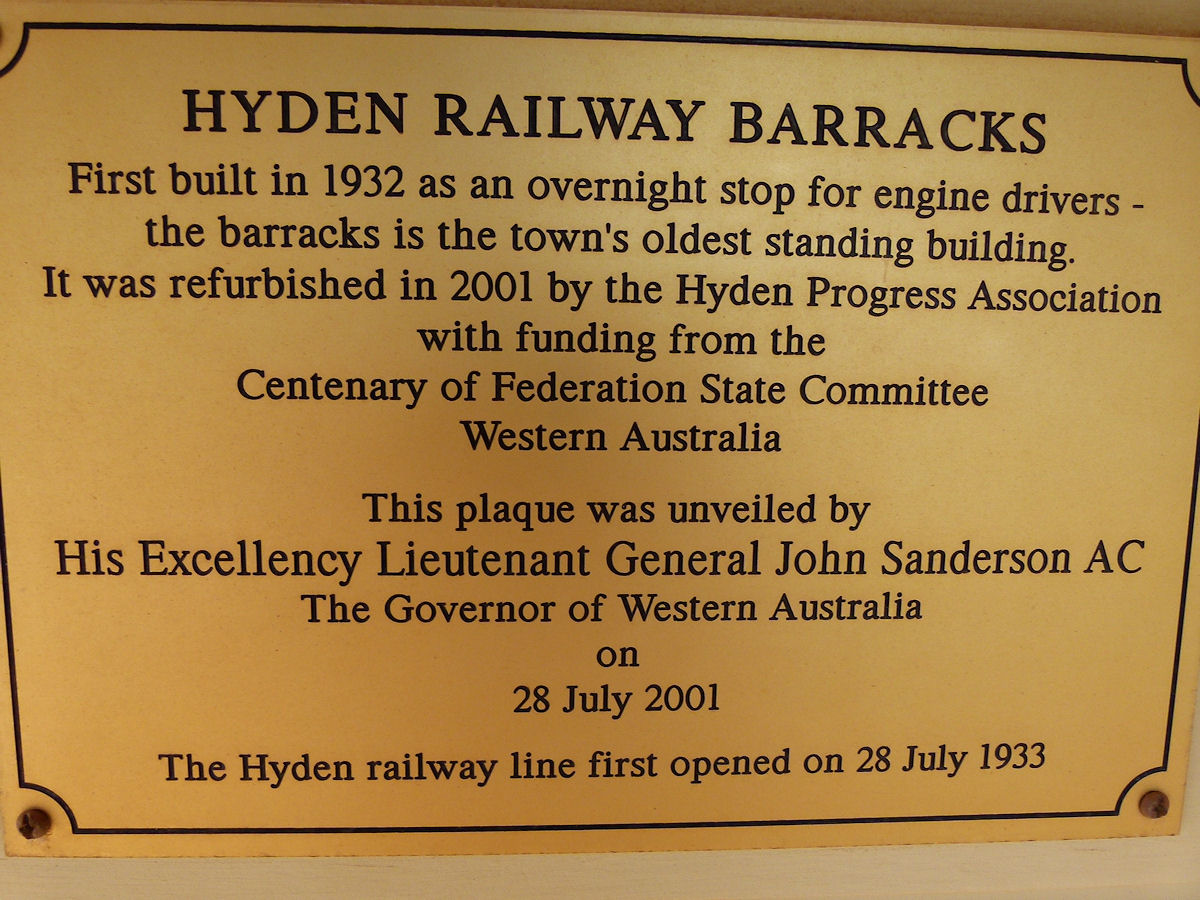 HYDEN RAILWAY BARRACKS
First built in 1932 as an overnight stop for engine drivers -
the barracks is the town's oldest standing building.
It was refurbished in 2001 by the Hyden Progress Association
with funding from the
Centenary of Federation State Committee
Western Australia
This plaque was unveiled by
His Excellency Lieutenant General John Sanderson AC
The Governor of Western Australia
on
28 July 2001
The Hyden railway line first opened on 28 July 1933